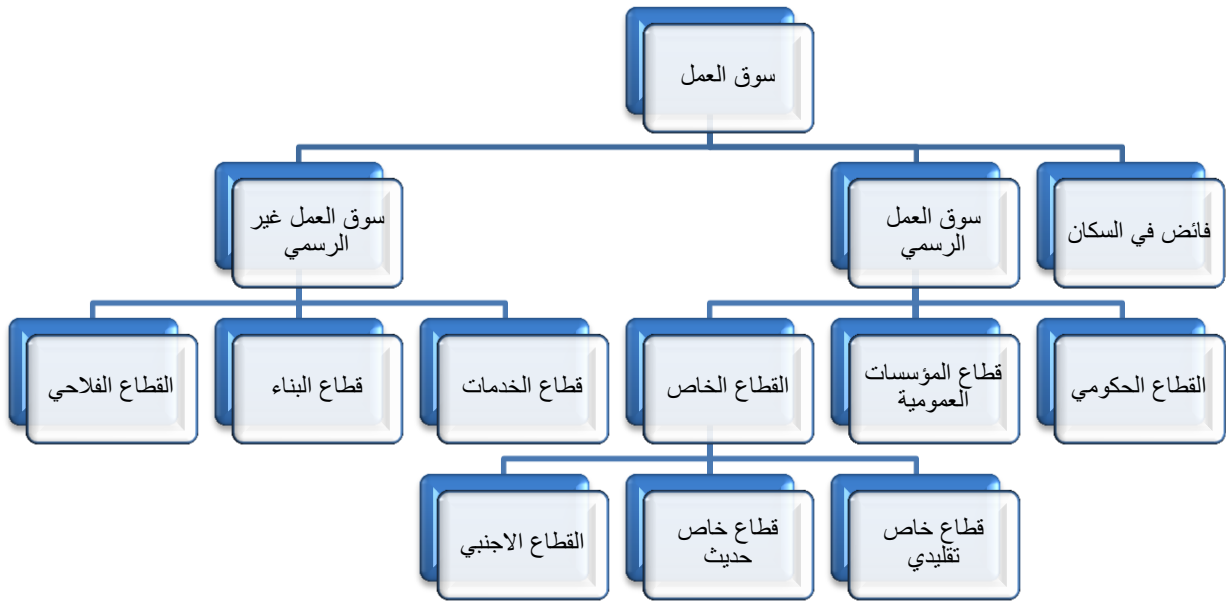 سوق العمل
فائض في السكان
سوق العمل
الرسمي
سوق العمل غير
الرسمي
القطاع الحكومي
قطاع المؤسسات
العمومية
القطاع الخاص
قطاع الخدمات
قطاع البناء
القطاع الفلاحي
قطاع خاص
تقليدي
قطاع خاص
حديث
القطاع الاجنبي